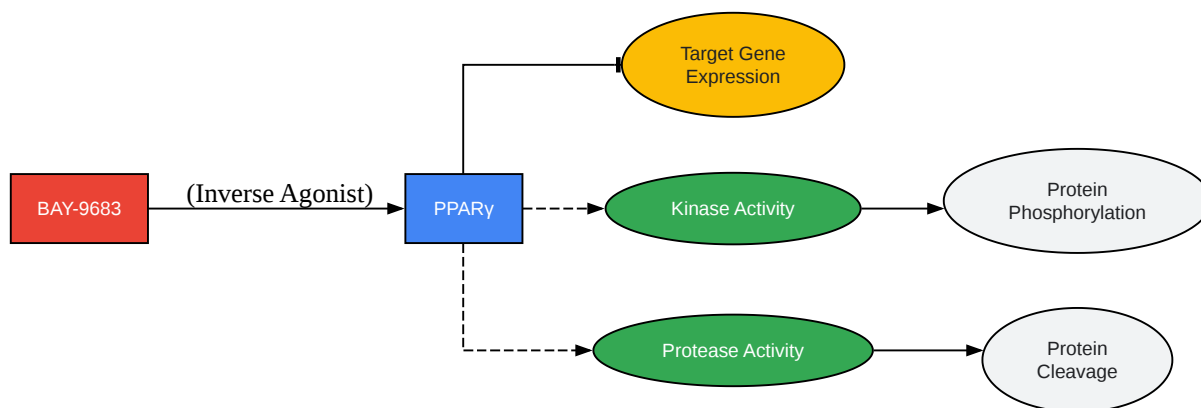 Target Gene
Expression
BAY-9683
(Inverse Agonist)
PPARγ
Kinase Activity
Protein
Phosphorylation
Protease Activity
Protein
Cleavage